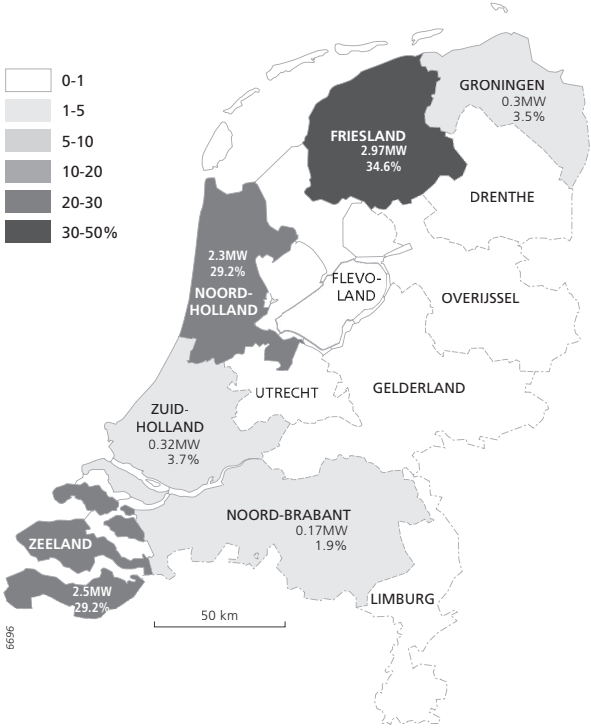 0-1
1-5
5-10
10-20
20-30
30-50%
GRONINGEN
0.3MW
3.5%
FRIESLAND
2.97MW
34.6%
DRENTHE
2.3MW
29.2%
NOORD-
HOLLAND
FLEVO-
LAND
OVERIJSSEL
UTRECHT
GELDERLAND
ZUID-
HOLLAND
0.32MW
3.7%
NOORD-BRABANT
0.17MW
1.9%
ZEELAND
2.5MW
29.2%
LIMBURG
50 km
6696